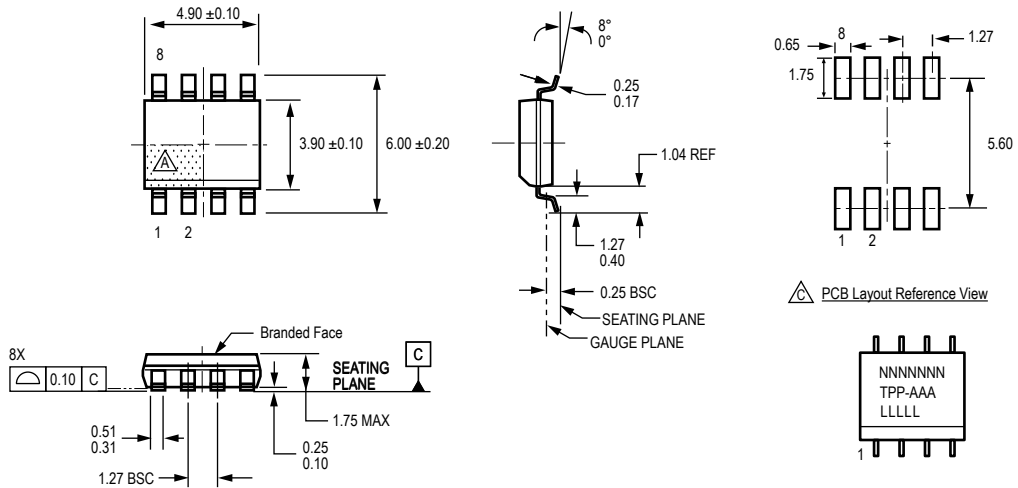 4.90 ±0.10
8
A
3.90 ±0.10
6.00 ±0.20
1 2
8°
0°
0.25
0.17
1.04 REF
1.27
0.40
0.25 BSC
SEATING PLANE
GAUGE PLANE
0.65
8
1.27
1.75
5.60
1 2
C PCB Layout Reference View
Branded Face
8X
0.10 C
SEATING
PLANE
C
1.75 MAX
0.51
0.31
0.25
0.10
1.27 BSC
NNNNNNN
TPP-AAA
LLLLL
1